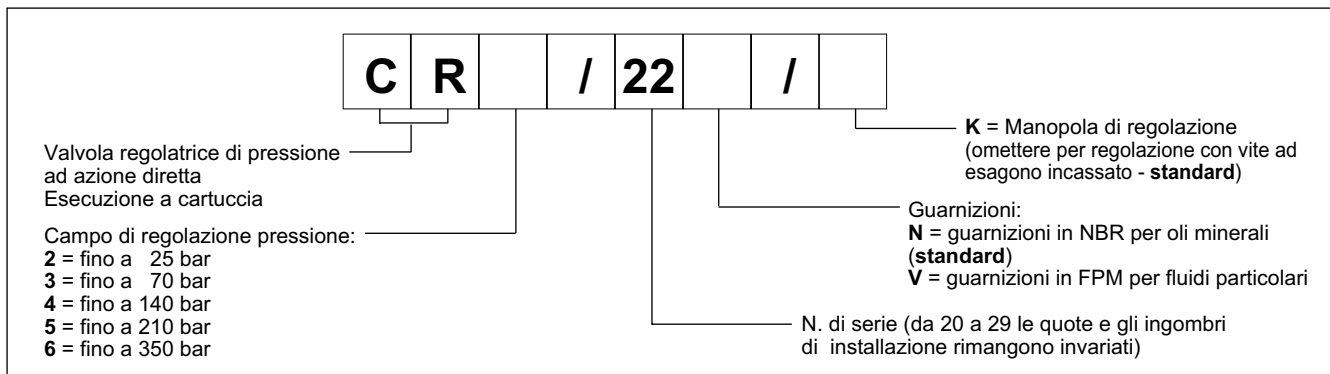 C R / 22 /
Valvola regolatrice di pressione
ad azione diretta
Esecuzione a cartuccia
Campo di regolazione pressione:
2 = fino a 25 bar
3 = fino a 70 bar
4 = fino a 140 bar
5 = fino a 210 bar
6 = fino a 350 bar
K = Manopola di regolazione
(omettere per regolazione con vite ad
esagono incassato - standard)
Guarnizioni:
N = guarnizioni in NBR per oli minerali
(standard)
V = guarnizioni in FPM per fluidi particolari
N. di serie (da 20 a 29 le quote e gli ingombri
di installazione rimangono invariati)